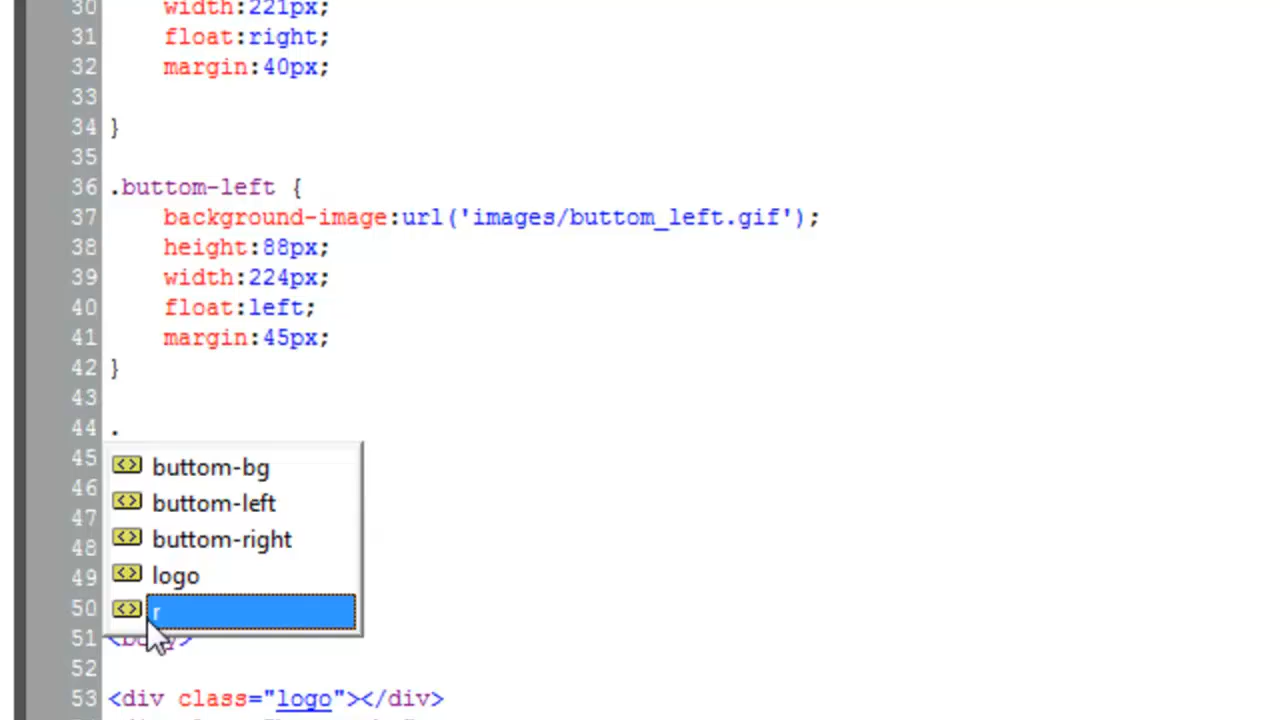 30 width:221px;
31 float:right;
32 margin:40px;
33
34 }
35
36 .buttom-left {
37 background-image:url('images/buttom_left.gif');
38 height:88px;
39 width:224px;
40 float:left;
41 margin:45px;
42 }
43
44 .
45 buttom-bg
46 buttom-left
47
48 buttom-right
49 logo
50 r
51 <body>
52
53 <div class="logo"></div>